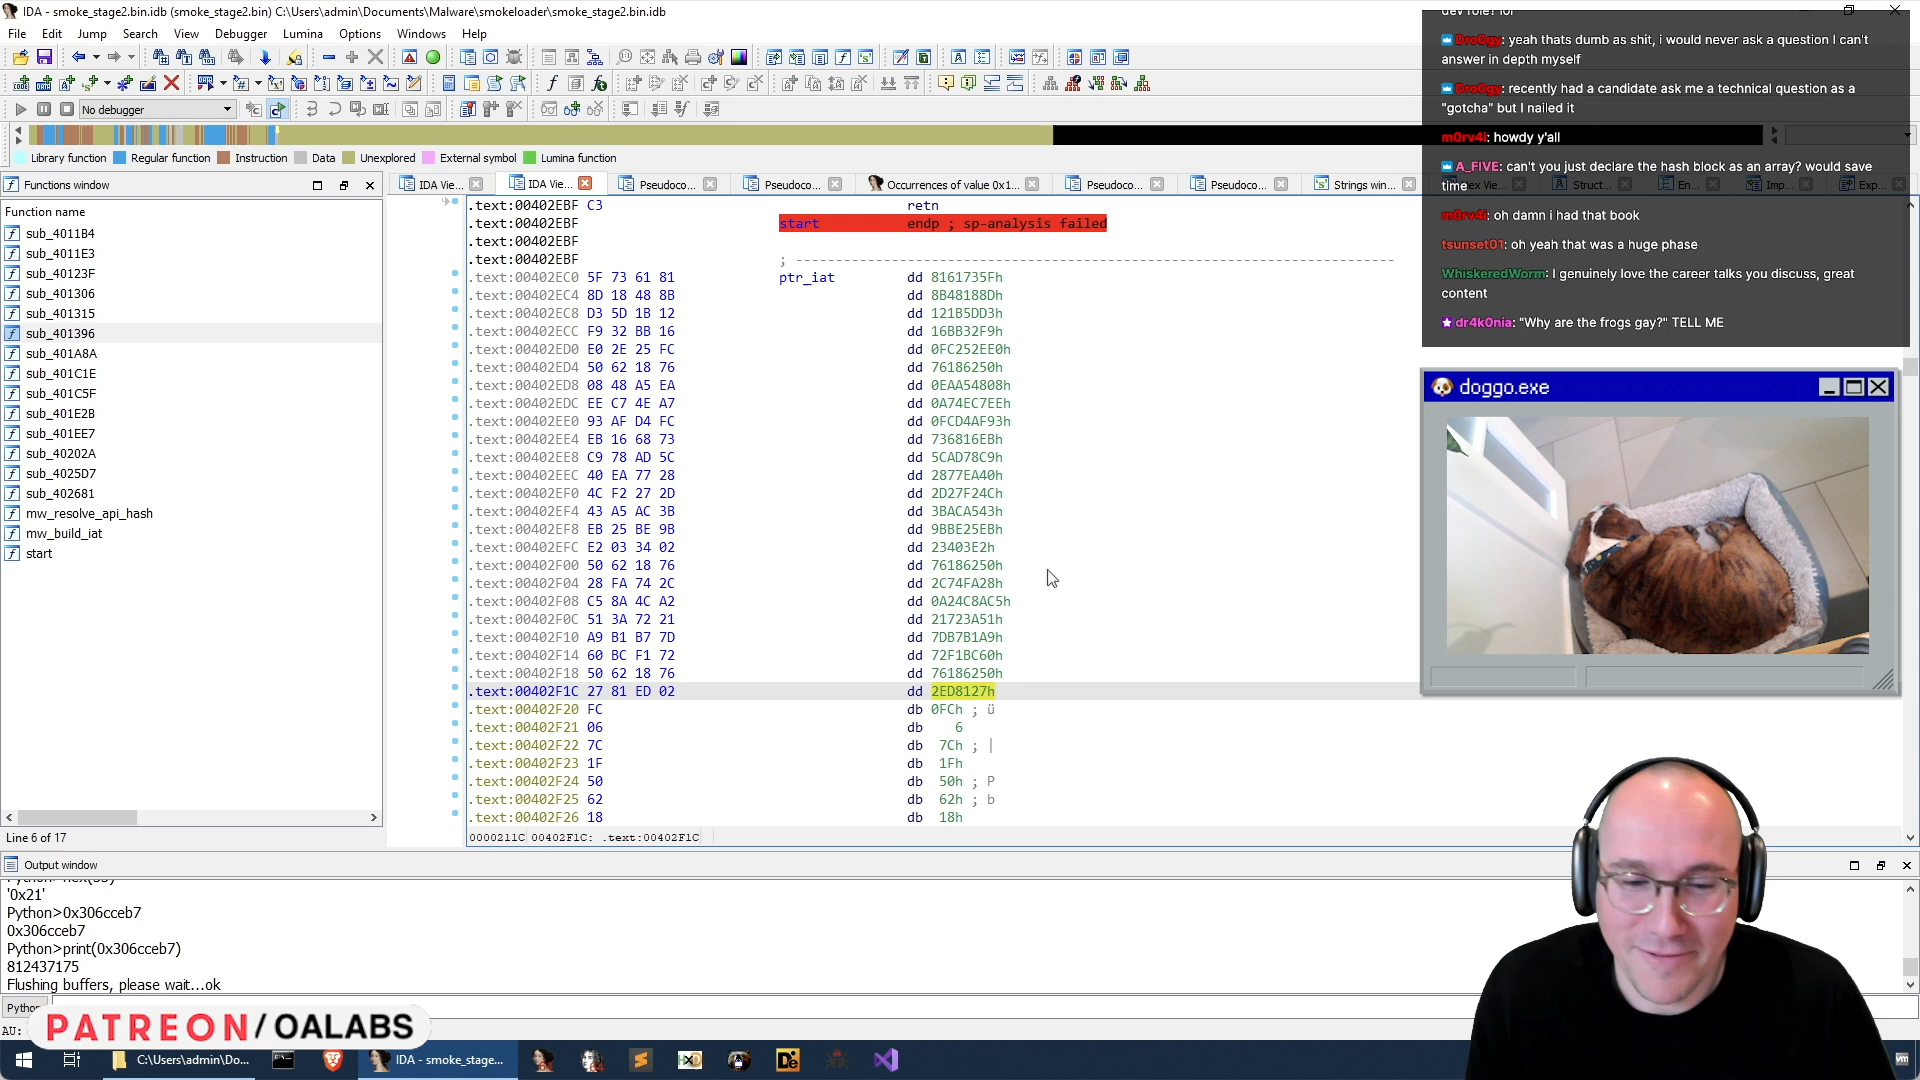 IDA - smoke_stage2.bin.idb (smoke_stage2.bin) C:\Users\admin\Documents\Malware\smokeloader\smoke_stage2.bin.idb
File Edit Jump Search View Debugger Lumina Options Windows Help
No debugger
Library function Regular function Instruction Data Unexplored External symbol Lumina function
Functions window
IDA Vie... IDA Vie... Pseudoco... Pseudoco... Occurrences of value 0x1... Pseudoco... Pseudoco... Strings win...
Function name
sub_4011B4
sub_4011E3
sub_40123F
sub_401306
sub_401315
sub_401396
sub_401A8A
sub_401C1E
sub_401C5F
sub_401E2B
sub_401EE7
sub_40202A
sub_4025D7
sub_402681
mw_resolve_api_hash
mw_build_iat
start
Line 6 of 17
.text:00402EBF C3 retn
.text:00402EBF start endp ; sp-analysis failed
.text:00402EBF
.text:00402EBF ; ---------------------------------------------------------------------------
.text:00402EC0 5F 73 61 81 ptr_iat dd 8161735Fh
.text:00402EC4 8D 18 48 8B dd 8B48188Dh
.text:00402EC8 D3 5D 1B 12 dd 121B5DD3h
.text:00402ECC F9 32 BB 16 dd 16BB32F9h
.text:00402ED0 E0 2E 25 FC dd 0FC252EE0h
.text:00402ED4 50 62 18 76 dd 76186250h
.text:00402ED8 08 48 A5 EA dd 0EAA54808h
.text:00402EDC EE C7 4E A7 dd 0A74EC7EEh
.text:00402EE0 93 AF D4 FC dd 0FCD4AF93h
.text:00402EE4 EB 16 68 73 dd 736816EBh
.text:00402EE8 C9 78 AD 5C dd 5CAD78C9h
.text:00402EEC 40 EA 77 28 dd 2877EA40h
.text:00402EF0 4C F2 27 2D dd 2D27F24Ch
.text:00402EF4 43 A5 AC 3B dd 3BACA543h
.text:00402EF8 EB 25 BE 9B dd 9BBE25EBh
.text:00402EFC E2 03 34 02 dd 23403E2h
.text:00402F00 50 62 18 76 dd 76186250h
.text:00402F04 28 FA 74 2C dd 2C74FA28h
.text:00402F08 C5 8A 4C A2 dd 0A24C8AC5h
.text:00402F0C 51 3A 72 21 dd 21723A51h
.text:00402F10 A9 B1 B7 7D dd 7DB7B1A9h
.text:00402F14 60 BC F1 72 dd 72F1BC60h
.text:00402F18 50 62 18 76 dd 76186250h
.text:00402F1C 27 81 ED 02 dd 2ED8127h
.text:00402F20 FC db 0FCh ; ü
.text:00402F21 06 db 6
.text:00402F22 7C db 7Ch ; |
.text:00402F23 1F db 1Fh
.text:00402F24 50 db 50h ; P
.text:00402F25 62 db 62h ; b
.text:00402F26 18 db 18h
0000211C 00402F1C: .text:00402F1C
dev role? lol
Dro0gy: yeah thats dumb as shit, i would never ask a question I can't
answer in depth myself
Dro0gy: recently had a candidate ask me a technical question as a
"gotcha" but I nailed it
m0rv4i: howdy y'all
A_FIVE: can't you just declare the hash block as an array? would save
time
m0rv4i: oh damn i had that book
tsunset01: oh yeah that was a huge phase
WhiskeredWorm: I genuinely love the career talks you discuss, great
content
dr4k0nia: "Why are the frogs gay?" TELL ME
doggo.exe
Output window
'0x21'
Python>0x306cceb7
0x306cceb7
Python>print(0x306cceb7)
812437175
Flushing buffers, please wait...ok
Python
AU:
PATREON/OALABS
C:\Users\admin\Do...
IDA - smoke_stage...